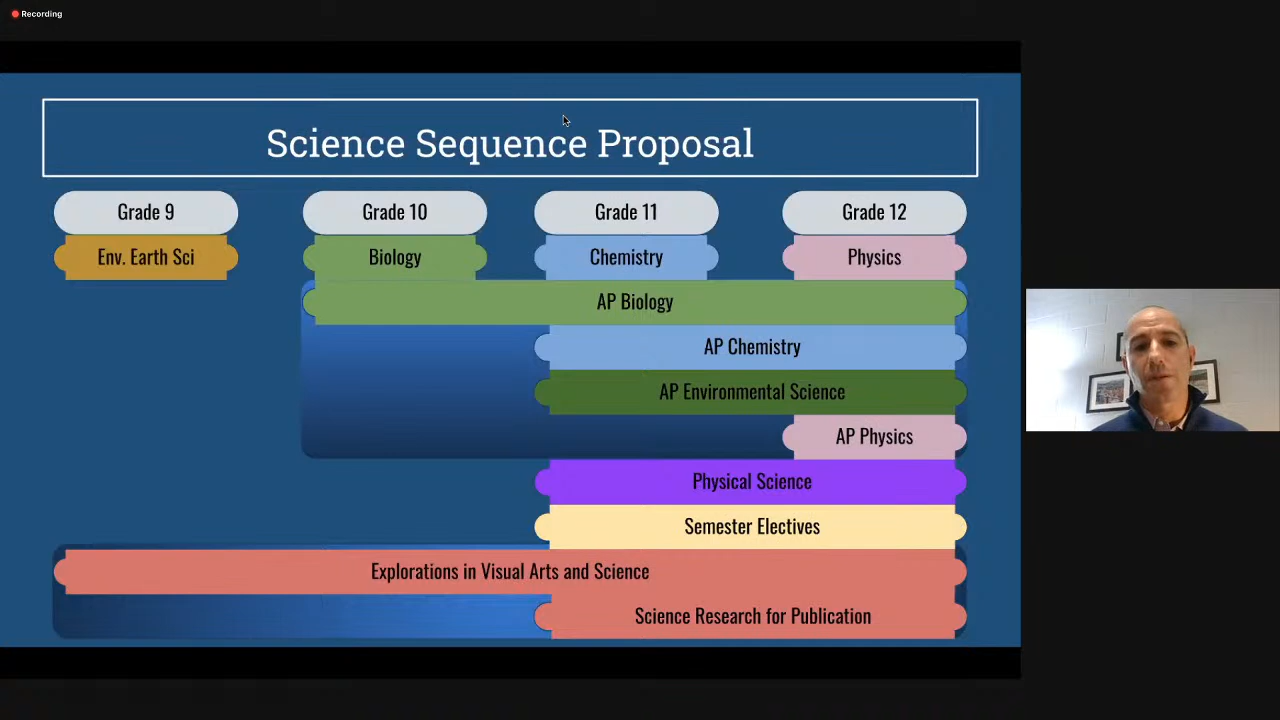 Recording
Science Sequence Proposal
Grade 9 Grade 10 Grade 11 Grade 12
Env. Earth Sci Biology Chemistry Physics
AP Biology
AP Chemistry
AP Environmental Science
AP Physics
Physical Science
Semester Electives
Explorations in Visual Arts and Science
Science Research for Publication